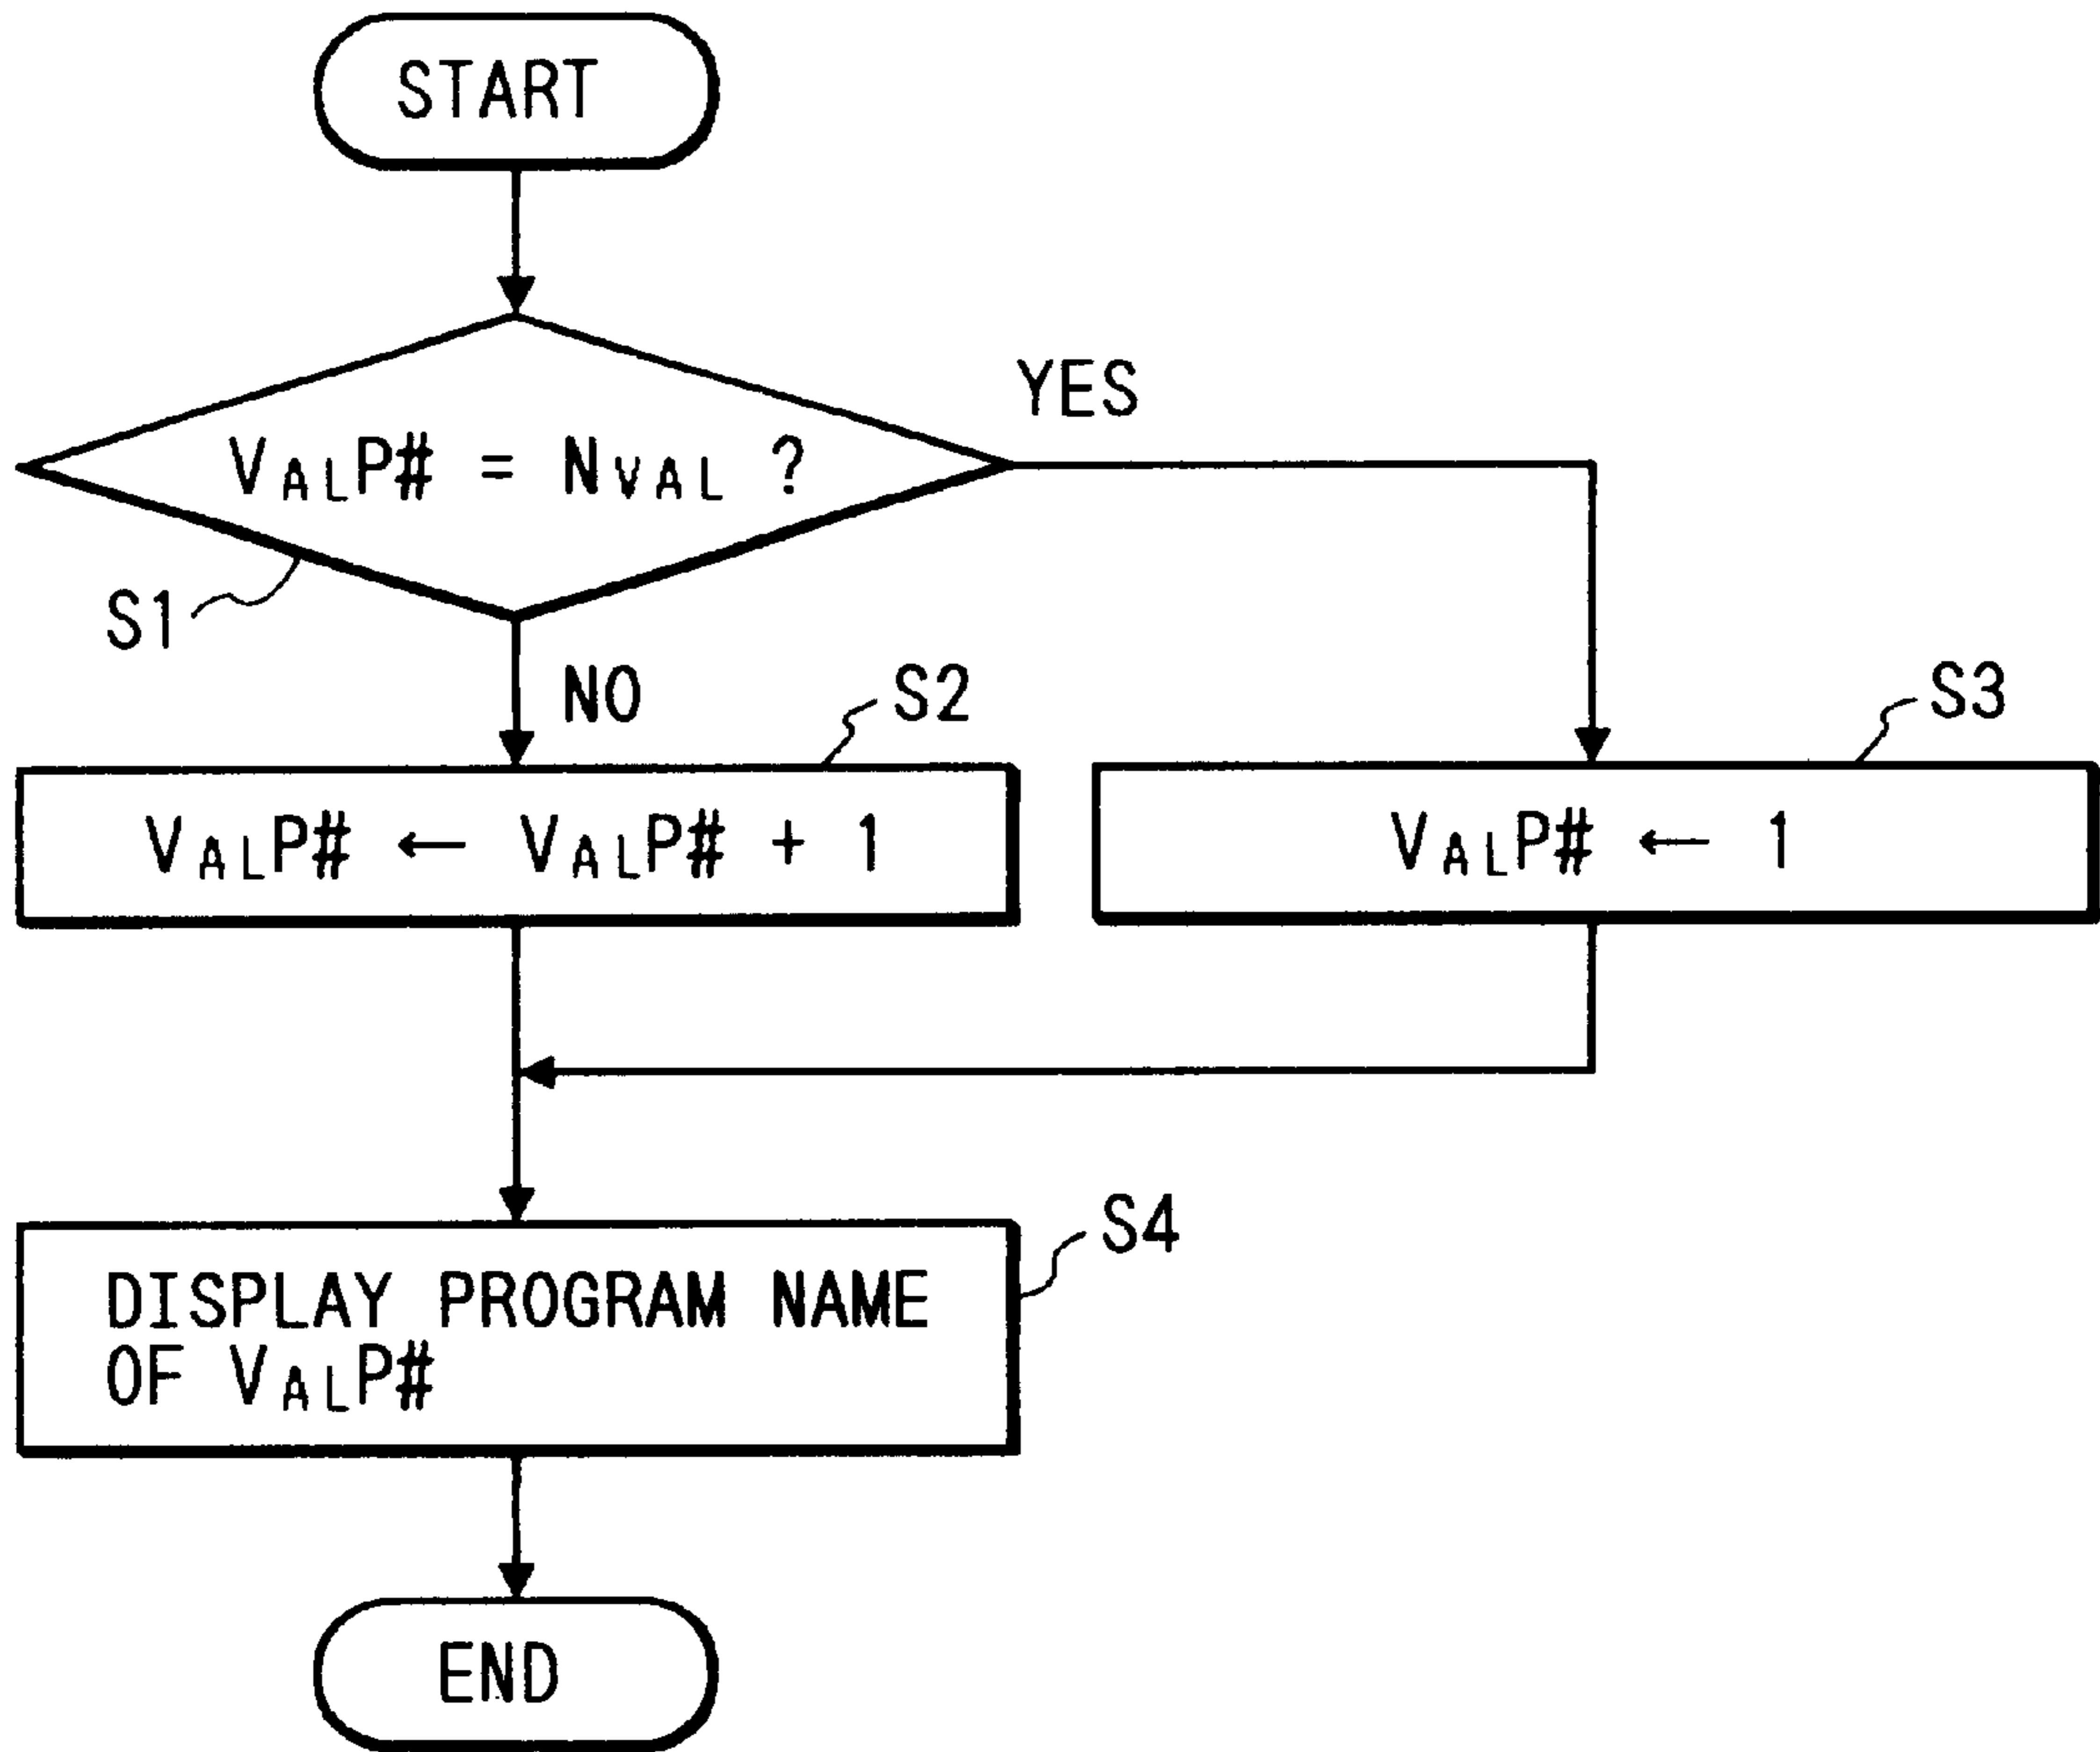 START
VALP# = NVAL ?
YES
S1
NO
S2
S3
VALP# ← VALP# + 1
VALP# ← 1
S4
DISPLAY PROGRAM NAME
OF VALP#
END